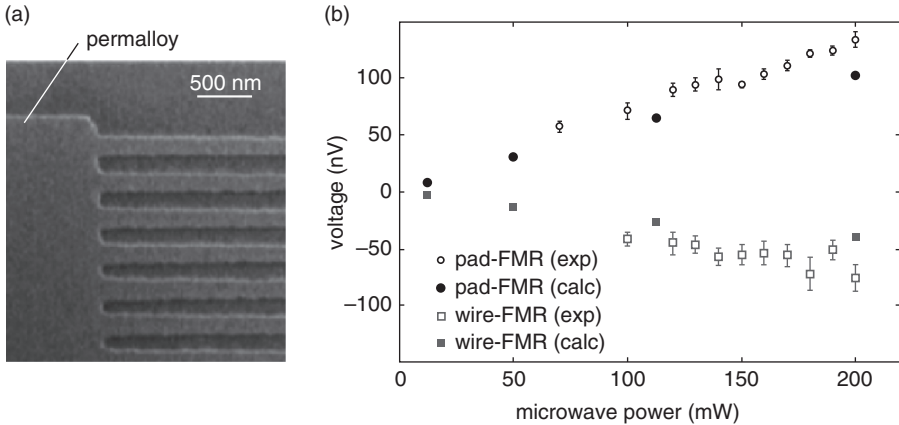 (a)
permalloy
500 nm
(b)
100
50
0
−50
−100
voltage (nV)
pad-FMR (exp)
pad-FMR (calc)
wire-FMR (exp)
wire-FMR (calc)
0 50 100 150 200
microwave power (mW)